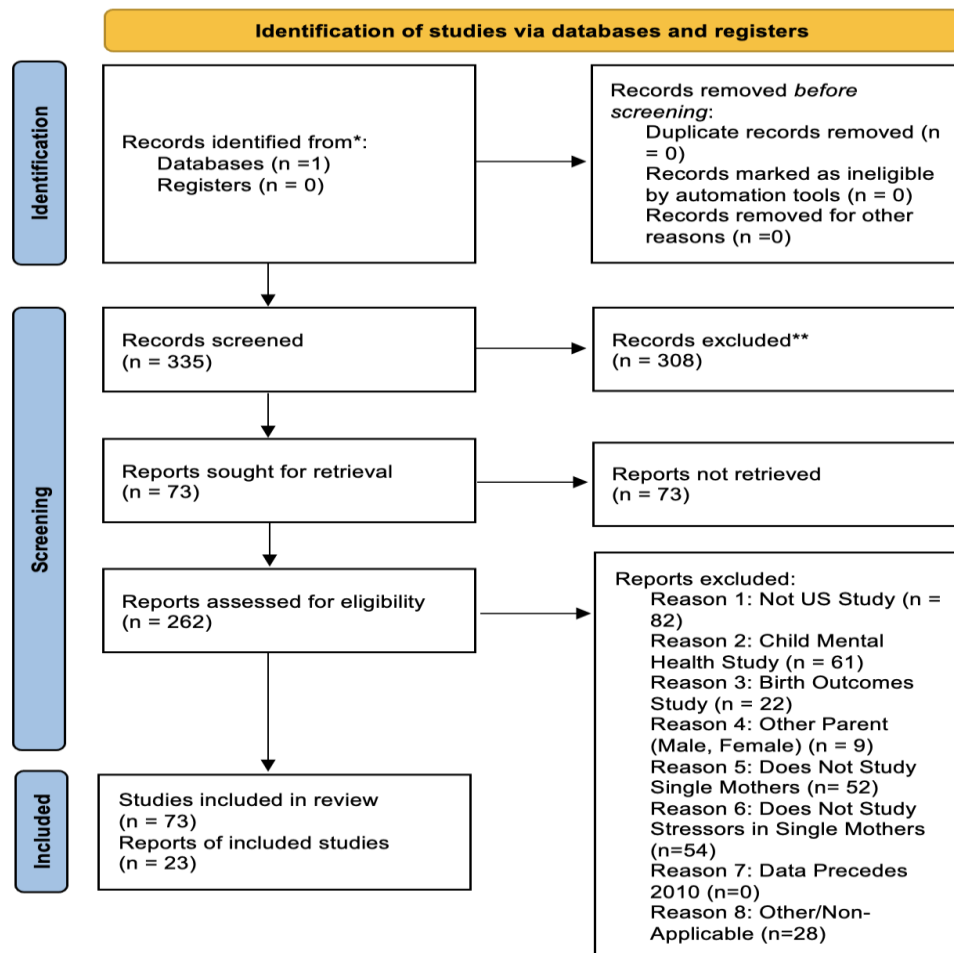 Identification of studies via databases and registers
Identification
Records identified from*:
Databases (n =1)
Registers (n = 0)
Records removed before
screening:
Duplicate records removed (n
= 0)
Records marked as ineligible
by automation tools (n = 0)
Records removed for other
reasons (n =0)
Screening
Records screened
(n = 335)
Records excluded**
(n = 308)
Reports sought for retrieval
(n = 73)
Reports not retrieved
(n = 73)
Reports assessed for eligibility
(n = 262)
Reports excluded:
Reason 1: Not US Study (n =
82)
Reason 2: Child Mental
Health Study (n = 61)
Reason 3: Birth Outcomes
Study (n = 22)
Reason 4: Other Parent
(Male, Female) (n = 9)
Reason 5: Does Not Study
Single Mothers (n= 52)
Reason 6: Does Not Study
Stressors in Single Mothers
(n=54)
Reason 7: Data Precedes
2010 (n=0)
Reason 8: Other/Non-
Applicable (n=28)
Included
Studies included in review
(n = 73)
Reports of included studies
(n = 23)